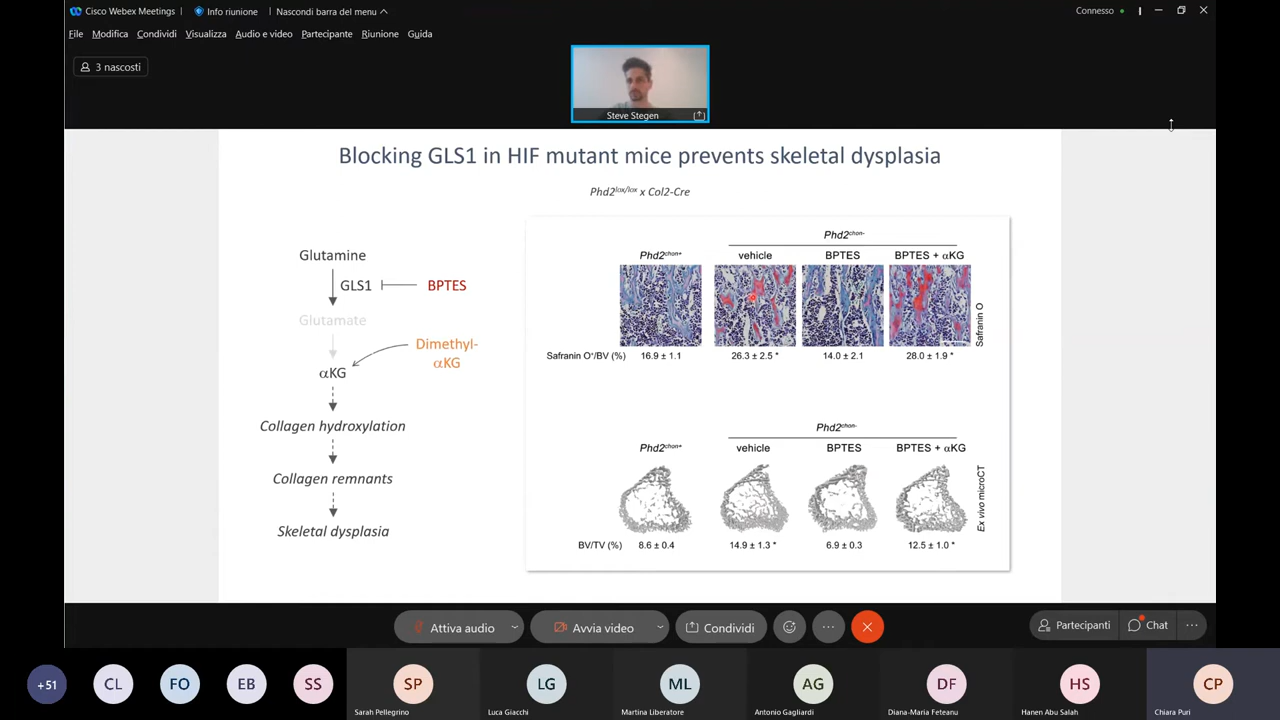 Cisco Webex Meetings
Info riunione
Nascondi barra del menu
Connesso
File Modifica Condividi Visualizza Audio e video Partecipante Riunione Guida
3 nascosti
Steve Stegen
Blocking GLS1 in HIF mutant mice prevents skeletal dysplasia
Phd2lox/lox x Col2-Cre
Glutamine
GLS1
BPTES
Glutamate
Dimethyl-
αKG
αKG
Collagen hydroxylation
Collagen remnants
Skeletal dysplasia
Phd2chon-
Phd2chon+ vehicle BPTES BPTES + αKG
Safranin O
Safranin O+/BV (%) 16.9 ± 1.1 26.3 ± 2.5 * 14.0 ± 2.1 28.0 ± 1.9 *
Phd2chon-
Phd2chon+ vehicle BPTES BPTES + αKG
Ex vivo microCT
BV/TV (%) 8.6 ± 0.4 14.9 ± 1.3 * 6.9 ± 0.3 12.5 ± 1.0 *
Attiva audio
Avvia video
Condividi
Partecipanti
Chat
+51 CL FO EB SS SP LG ML AG DF HS CP
Sarah Pellegrino
Luca Giacchi
Martina Liberatore
Antonio Gagliardi
Diana-Maria Feteanu
Hanen Abu Salah
Chiara Puri